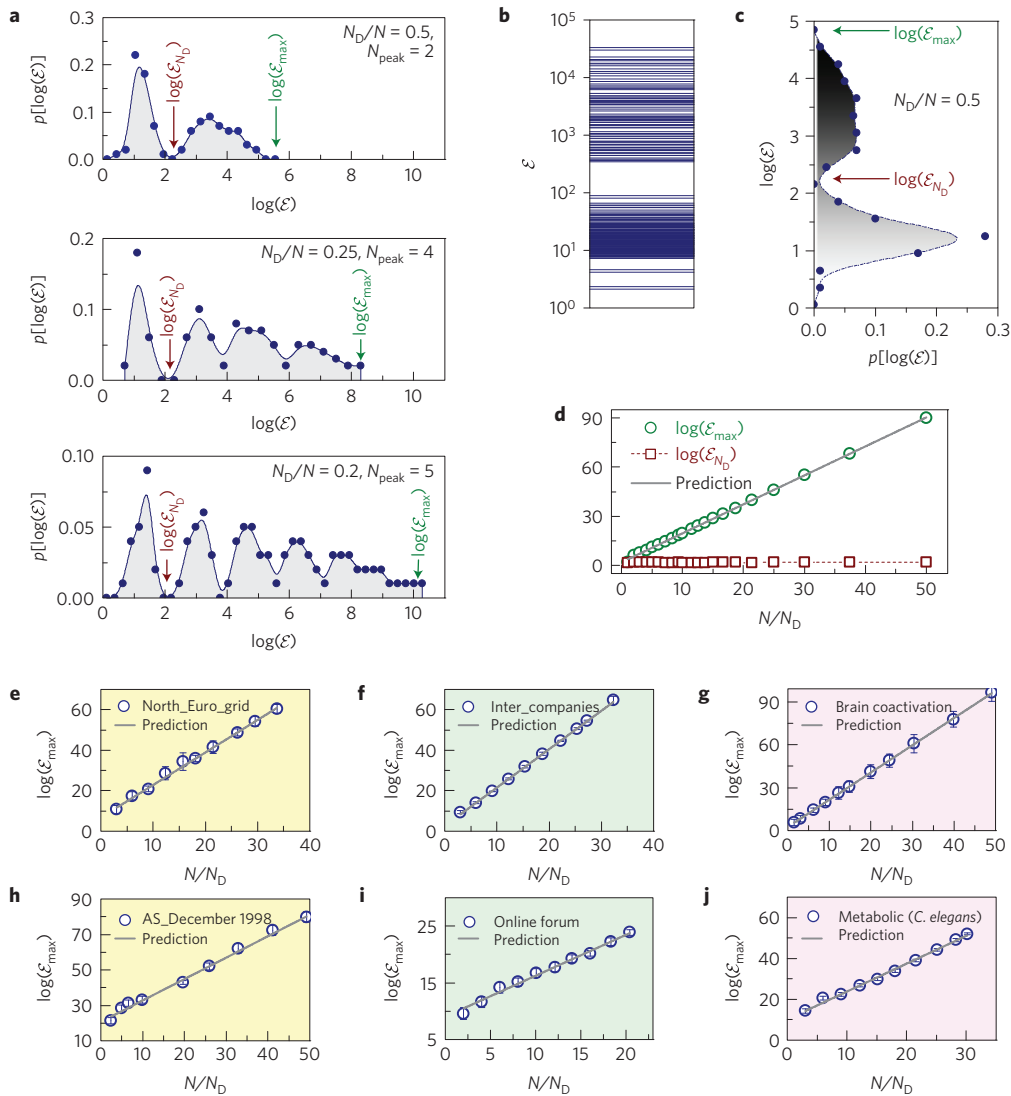 a
N_D/N = 0.5,
N_peak = 2
p[log(ℰ)]
0.3
0.2
0.1
0.0
log(ℰ_N_D)
log(ℰ_max)
0 2 4 6 8 10
log(ℰ)
N_D/N = 0.25, N_peak = 4
p[log(ℰ)]
0.2
0.1
0.0
log(ℰ_N_D)
log(ℰ_max)
0 2 4 6 8 10
log(ℰ)
N_D/N = 0.2, N_peak = 5
p[log(ℰ)]
0.10
0.05
0.00
log(ℰ_N_D)
log(ℰ_max)
0 2 4 6 8 10
log(ℰ)
b
ℰ
10^5
10^4
10^3
10^2
10^1
10^0
c
log(ℰ)
5
4
3
2
1
0
log(ℰ_max)
N_D/N = 0.5
log(ℰ_N_D)
0.0 0.1 0.2 0.3
p[log(ℰ)]
d
90
60
30
0
log(ℰ_max)
log(ℰ_N_D)
Prediction
0 10 20 30 40 50
N/N_D
e
log(ℰ_max)
60
40
20
0
North_Euro_grid
Prediction
0 10 20 30 40
N/N_D
f
log(ℰ_max)
60
40
20
0
Inter_companies
Prediction
0 10 20 30 40
N/N_D
g
log(ℰ_max)
90
60
30
0
Brain coactivation
Prediction
0 10 20 30 40 50
N/N_D
h
log(ℰ_max)
90
70
50
30
10
AS_December 1998
Prediction
0 10 20 30 40 50
N/N_D
i
log(ℰ_max)
25
15
5
Online forum
Prediction
0 5 10 15 20
N/N_D
j
log(ℰ_max)
60
40
20
0
Metabolic (C. elegans)
Prediction
0 10 20 30
N/N_D